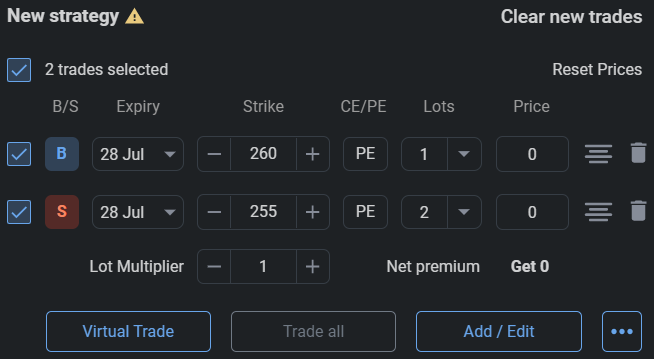 New strategy Clear new trades
2 trades selected Reset Prices
B/S Expiry Strike CE/PE Lots Price
B 28 Jul − 260 + PE 1 0
S 28 Jul − 255 + PE 2 0
Lot Multiplier − 1 + Net premium Get 0
Virtual Trade Trade all Add / Edit •••